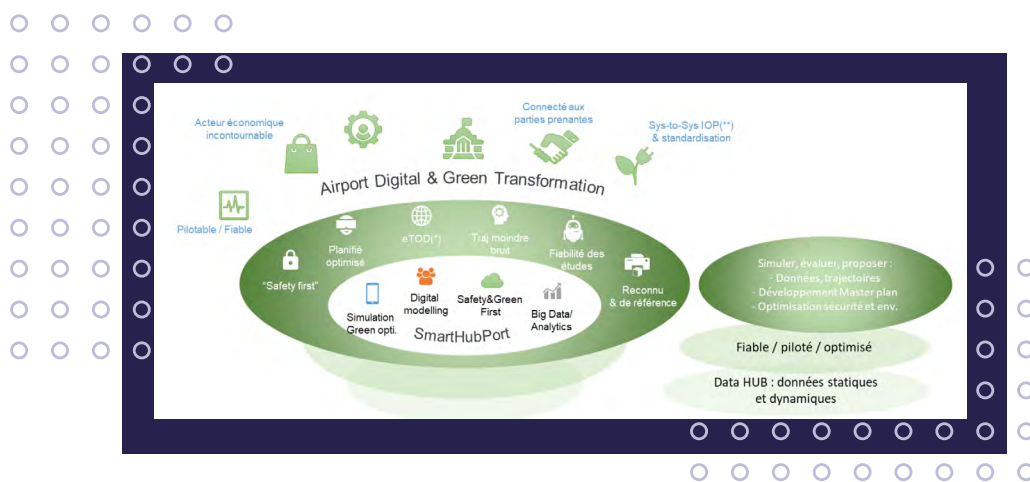 Acteur économique
incontournable
Connecté aux
parties prenantes
Sys-to-Sys IOP(**)
& standardisation
Airport Digital & Green Transformation
Pilotable / Fiable
"Safety first"
Planifié
optimisé
eTOD(*)
Traj moindre
bruit
Fiabilité des
études
Reconnu
& de référence
Simulation
Green opti.
Digital
modelling
Safety&Green
First
Big Data/
Analytics
SmartHubPort
Simuler, évaluer, proposer :
- Données, trajectoires
- Développement Master plan
- Optimisation sécurité et env.
Fiable / piloté / optimisé
Data HUB : données statiques
et dynamiques